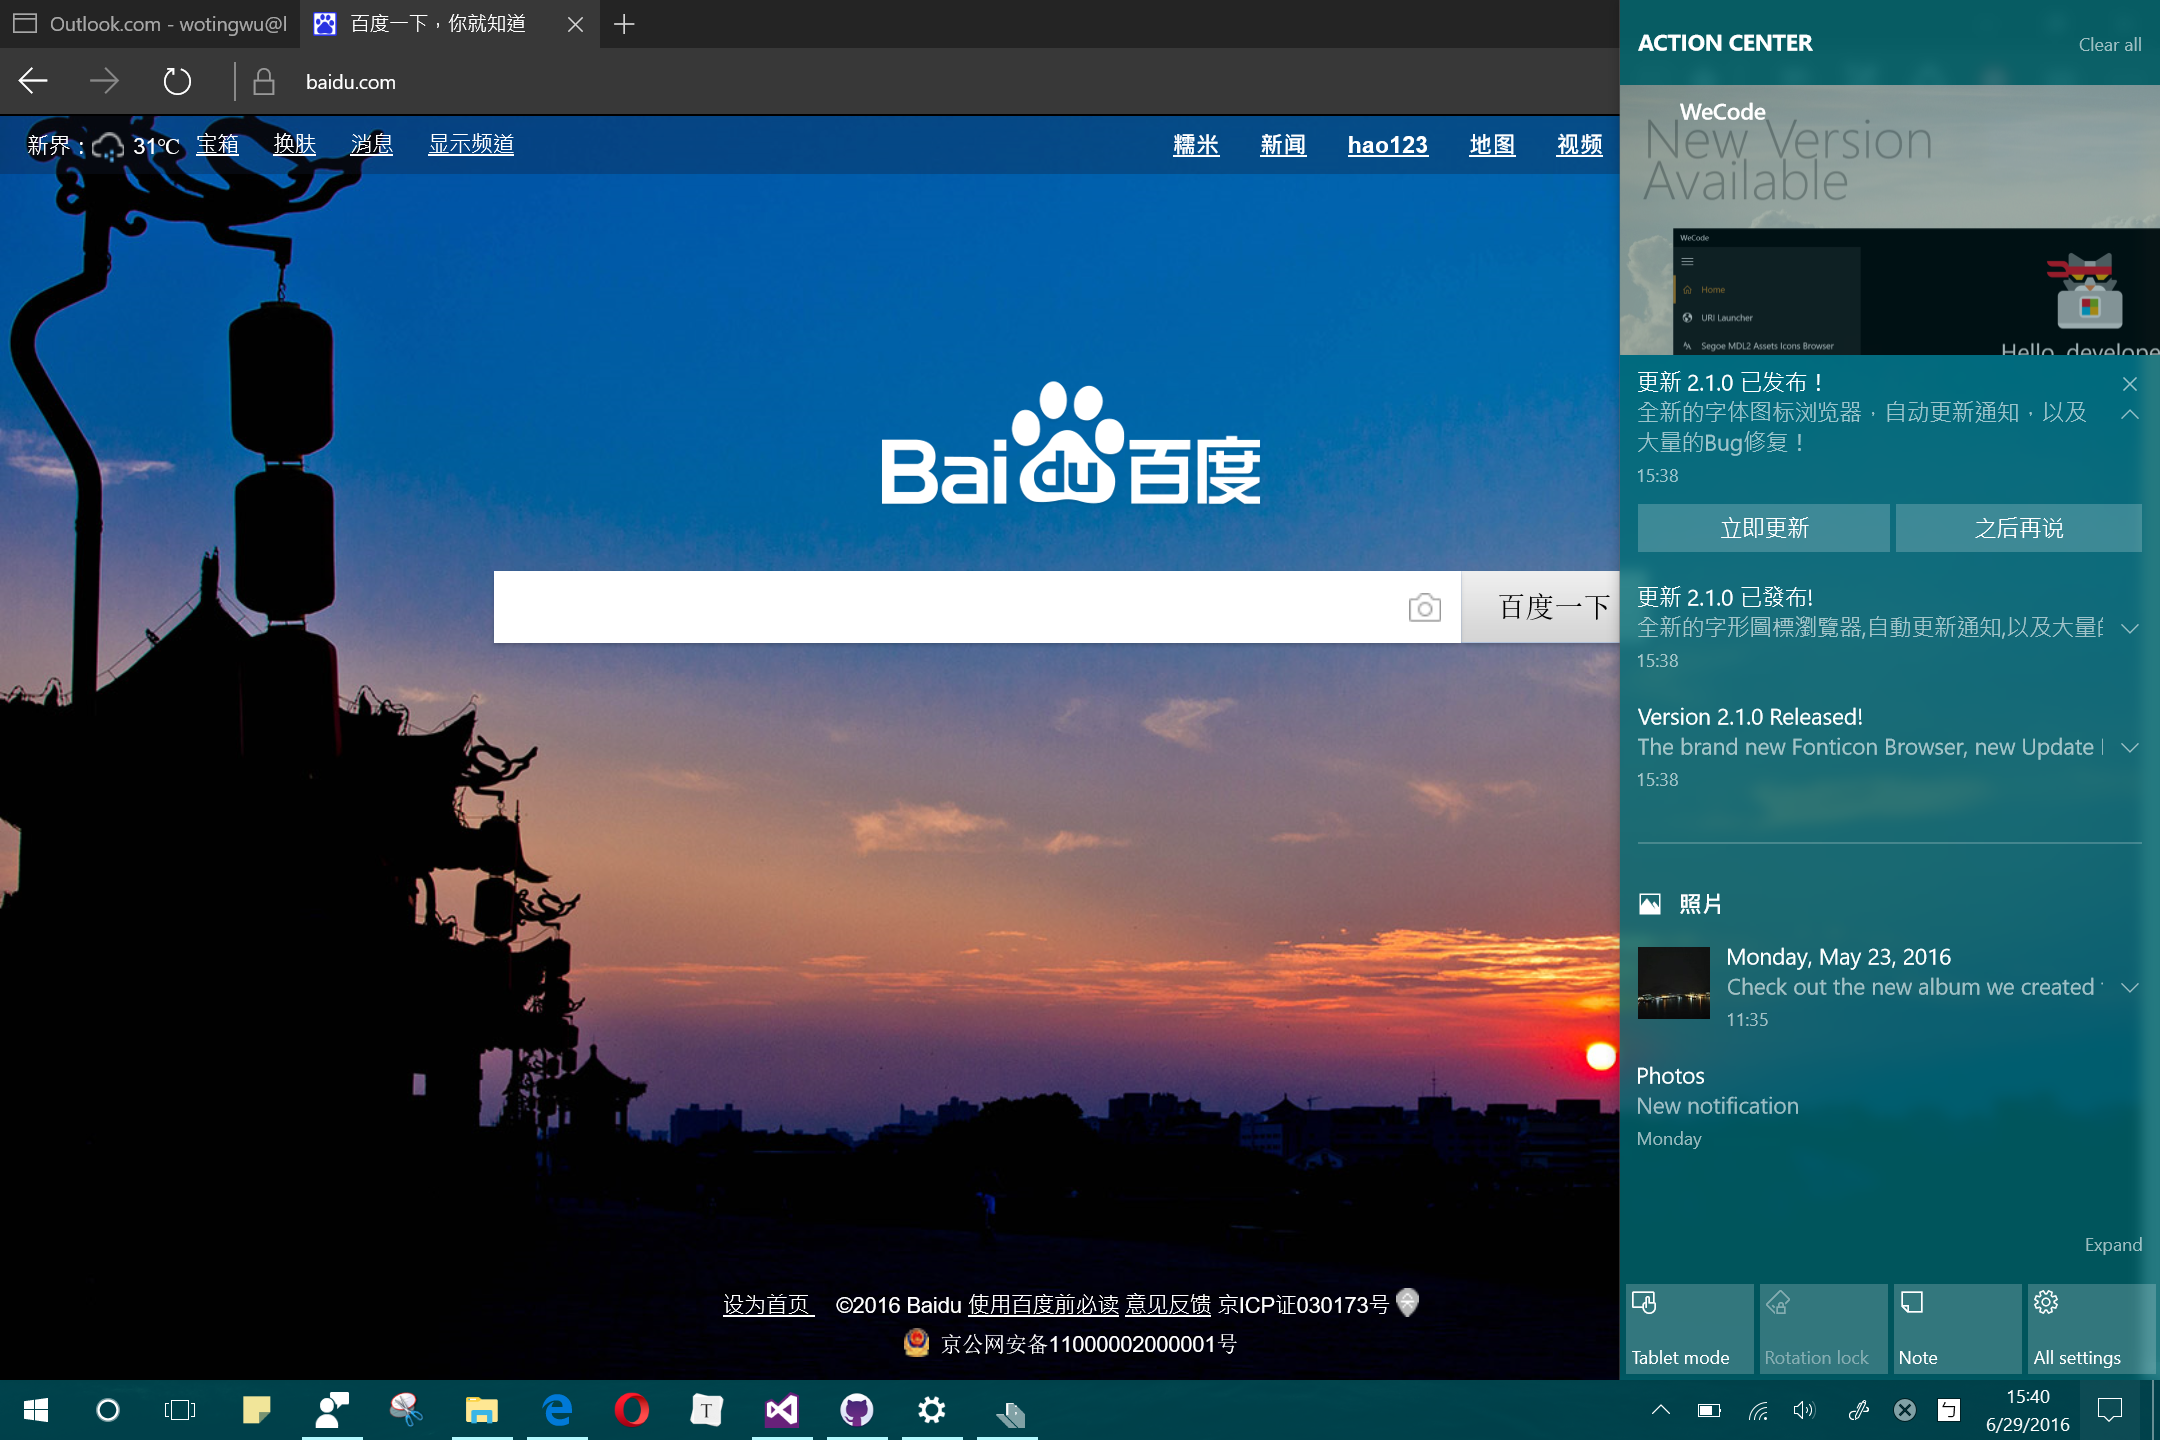 Outlook.com - wotingwu@l
百度一下，你就知道
baidu.com
新界：
31℃
宝箱
换肤
消息
显示频道
糯米
新闻
hao123
地图
视频
Bai du 百度
百度一下
设为首页
©2016 Baidu 使用百度前必读 意见反馈 京ICP证030173号
京公网安备11000002000001号
ACTION CENTER
Clear all
WeCode
New Version
Available
WeCode
Home
URI Launcher
Segoe MDL2 Assets Icons Browser
Hello, develope
更新 2.1.0 已发布！
全新的字体图标浏览器，自动更新通知，以及
大量的Bug修复！
15:38
立即更新
之后再说
更新 2.1.0 已發布!
全新的字形圖標瀏覽器,自動更新通知,以及大量
15:38
Version 2.1.0 Released!
The brand new Fonticon Browser, new Update
15:38
照片
Monday, May 23, 2016
Check out the new album we created
11:35
Photos
New notification
Monday
Expand
Tablet mode
Rotation lock
Note
All settings
T
ㄅ
15:40
6/29/2016